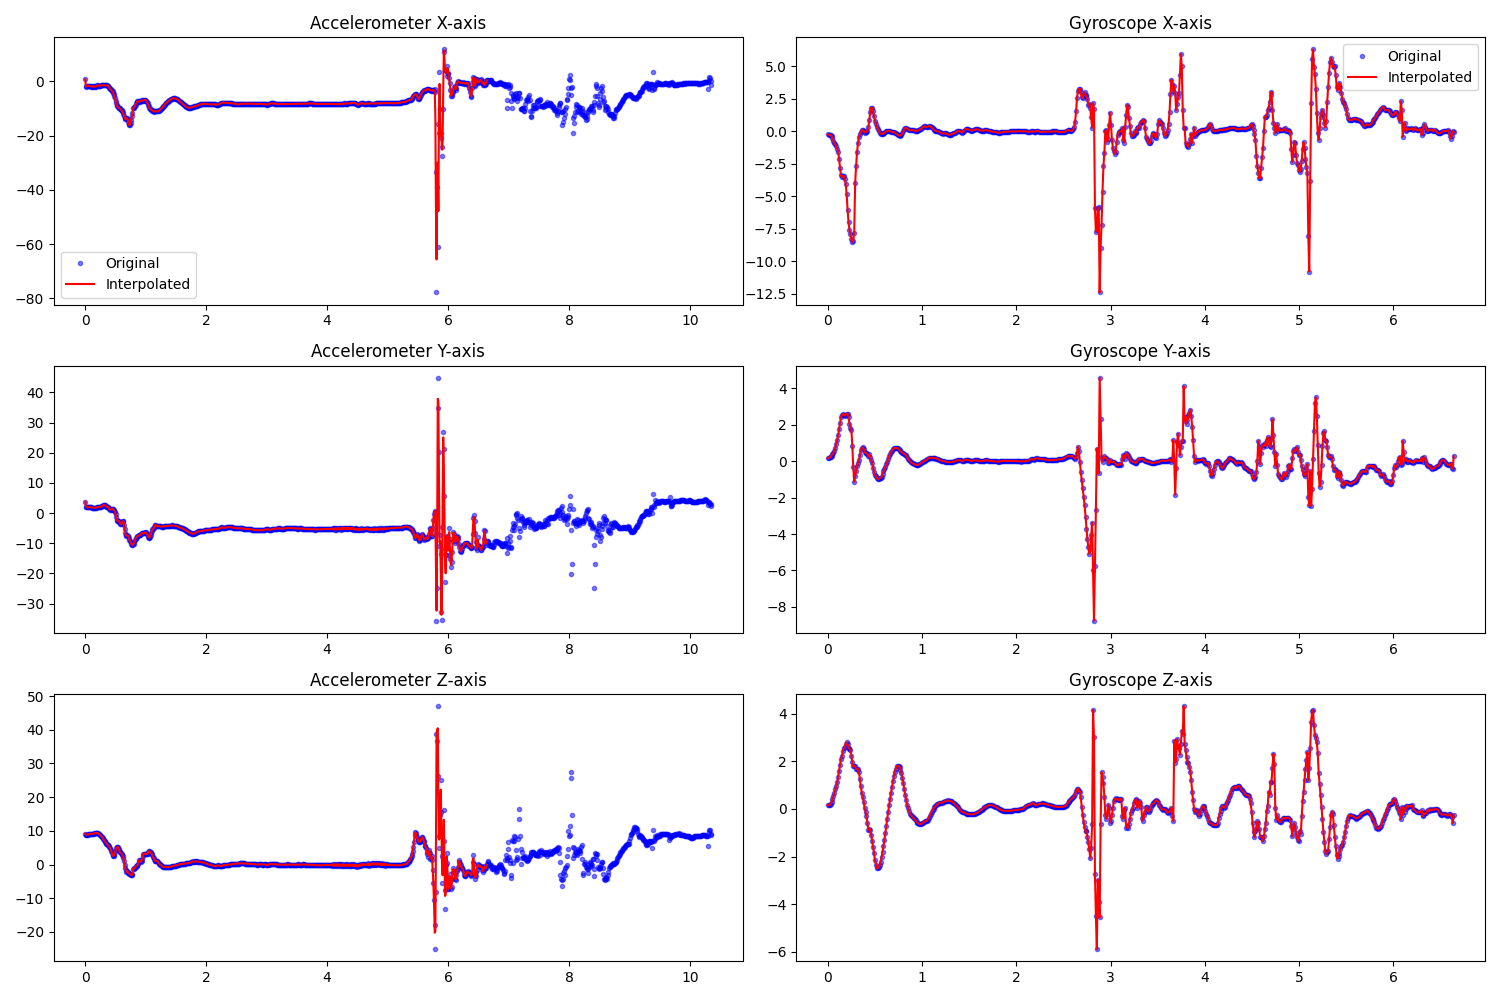 Accelerometer X-axis
0
−20
−40
−60
−80
Original
Interpolated
0 2 4 6 8 10
Gyroscope X-axis
5.0
2.5
0.0
−2.5
−5.0
−7.5
−10.0
−12.5
Original
Interpolated
0 1 2 3 4 5 6
Accelerometer Y-axis
40
30
20
10
0
−10
−20
−30
0 2 4 6 8 10
Gyroscope Y-axis
4
2
0
−2
−4
−6
−8
0 1 2 3 4 5 6
Accelerometer Z-axis
50
40
30
20
10
0
−10
−20
0 2 4 6 8 10
Gyroscope Z-axis
4
2
0
−2
−4
−6
0 1 2 3 4 5 6